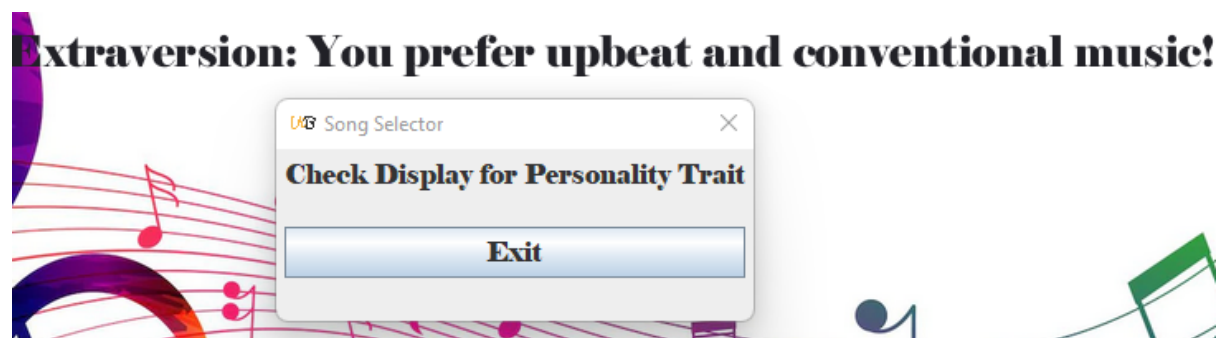 Extraversion: You prefer upbeat and conventional music!
Song Selector
Check Display for Personality Trait
Exit